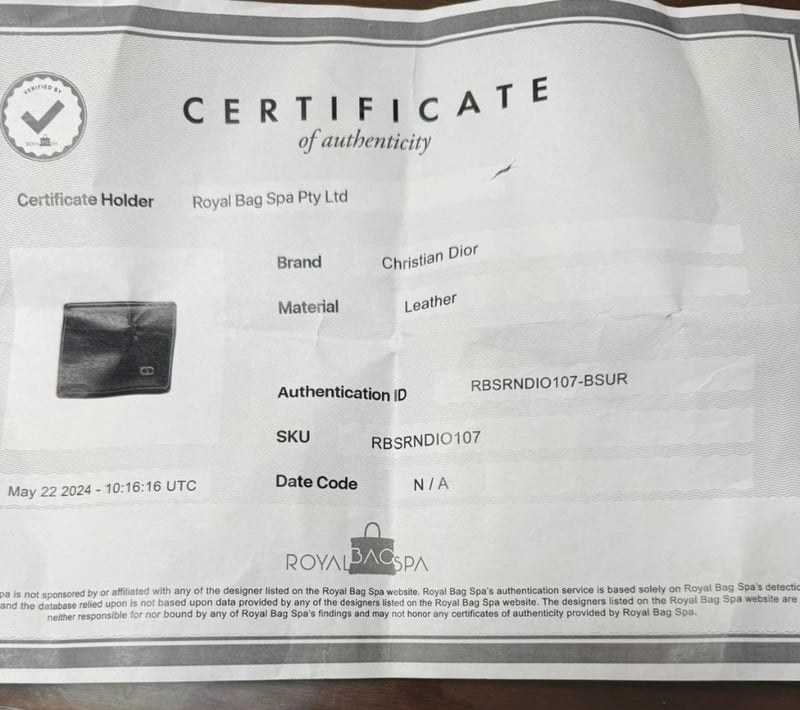 VERIFIED BY
CERTIFICATE
of authenticity
Certificate Holder Royal Bag Spa Pty Ltd
Brand Christian Dior
Material Leather
Authentication ID RBSRNDIO107-BSUR
SKU RBSRNDIO107
Date Code N / A
May 22 2024 - 10:16:16 UTC
ROYAL BAG SPA
pa is not sponsored by or affiliated with any of the designer listed on the Royal Bag Spa website. Royal Bag Spa's authentication service is based solely on Royal Bag Spa's detectio
and the database relied upon is not based upon data provided by any of the designers listed on the Royal Bag Spa website. The designers listed on the Royal Bag Spa website are
neither responsible for nor bound by any of Royal Bag Spa's findings and may not honor any certificates of authenticity provided by Royal Bag Spa.